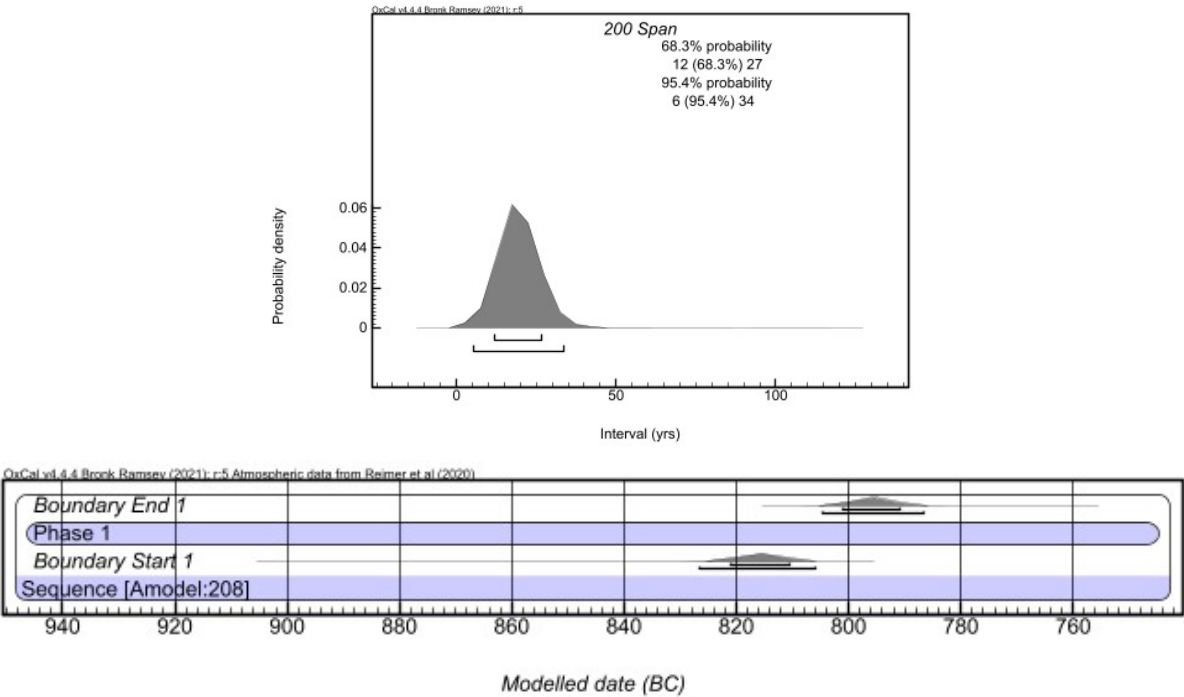 OxCal v4.4.4 Bronk Ramsey (2021); r:5
200 Span
68.3% probability
12 (68.3%) 27
95.4% probability
6 (95.4%) 34
Probability density
0.06
0.04
0.02
0
0 50 100
Interval (yrs)
OxCal v4.4.4 Bronk Ramsey (2021); r:5 Atmospheric data from Reimer et al (2020)
Boundary End 1
Phase 1
Boundary Start 1
Sequence [Amodel:208]
940 920 900 880 860 840 820 800 780 760
Modelled date (BC)